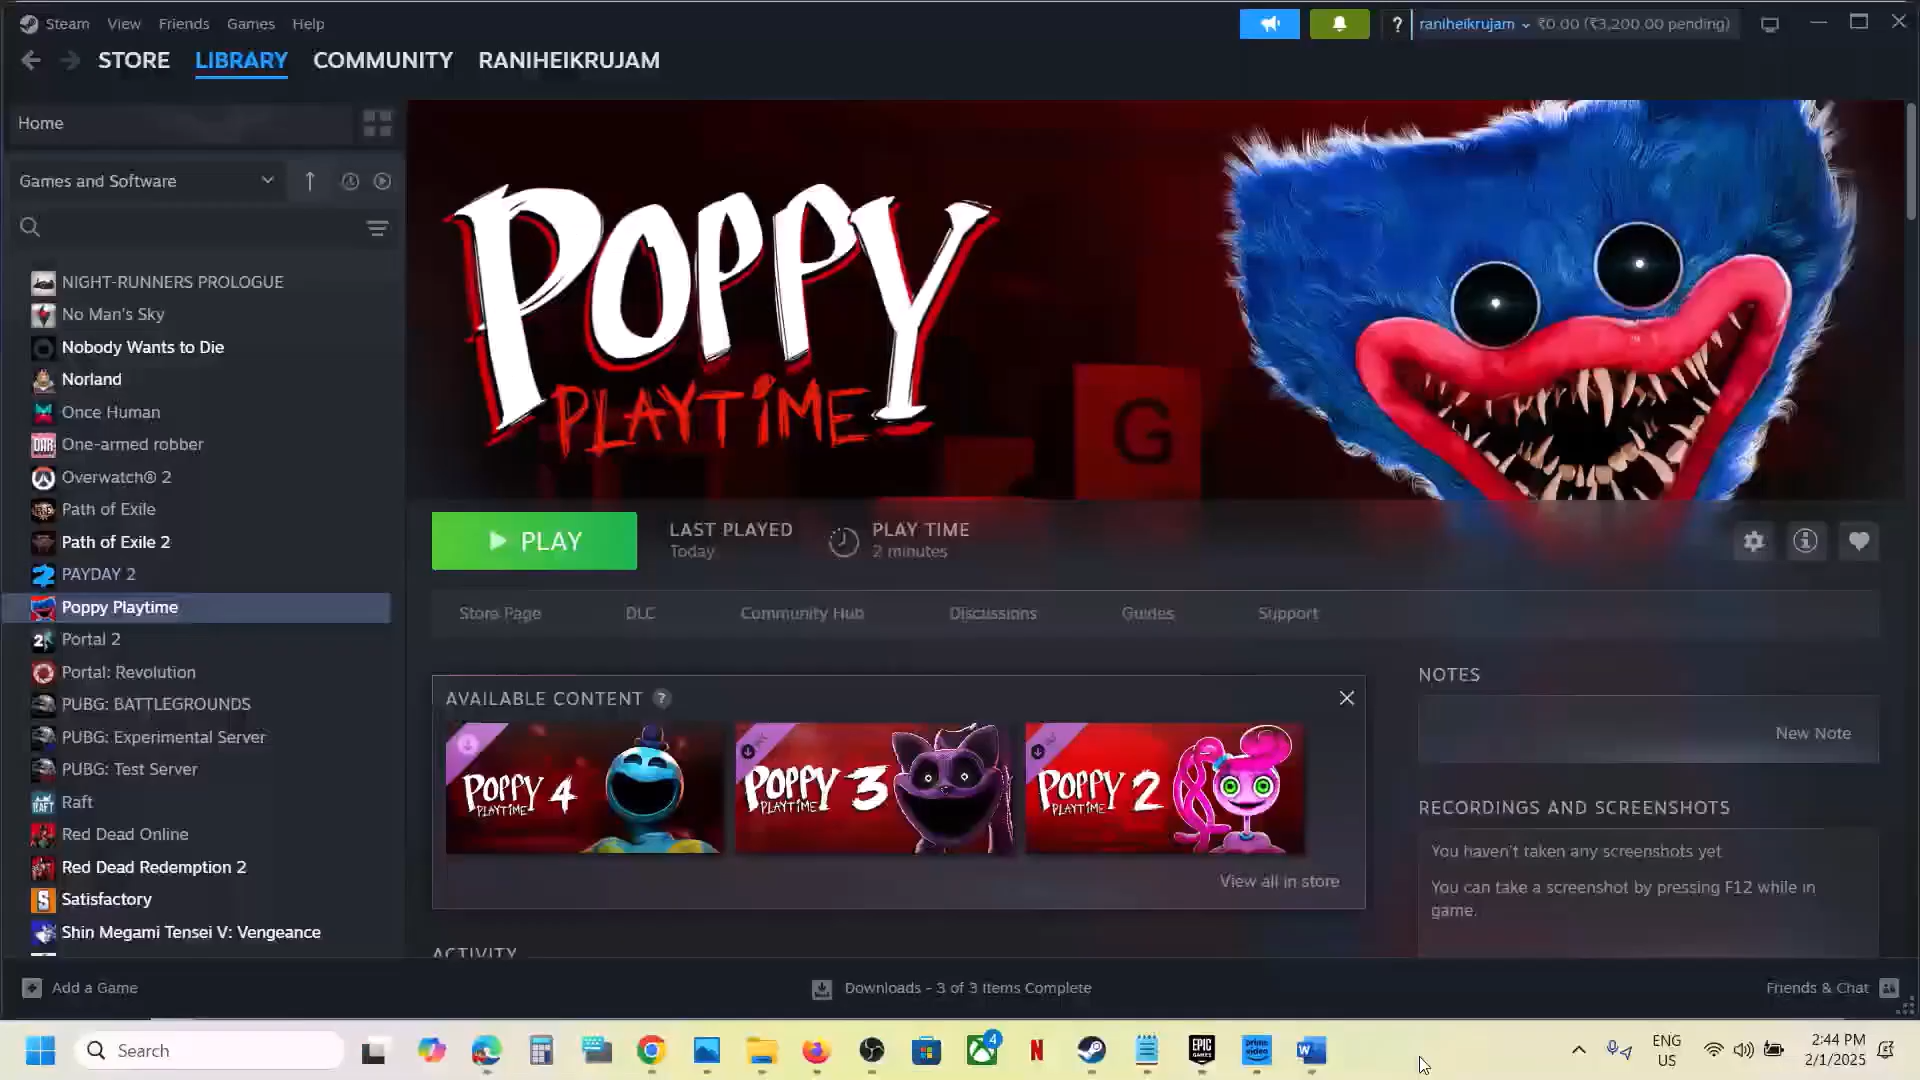 Steam View Friends Games Help
? raniheikrujam ₹0.00 (₹3,200.00 pending)
STORE LIBRARY COMMUNITY RANIHEIKRUJAM
Home
Games and Software
NIGHT-RUNNERS PROLOGUE
No Man's Sky
Nobody Wants to Die
Norland
Once Human
One-armed robber
Overwatch® 2
Path of Exile
Path of Exile 2
PAYDAY 2
Poppy Playtime
Portal 2
Portal: Revolution
PUBG: BATTLEGROUNDS
PUBG: Experimental Server
PUBG: Test Server
Raft
Red Dead Online
Red Dead Redemption 2
Satisfactory
Shin Megami Tensei V: Vengeance
POPPY
PLAYTIME
G
PLAY
LAST PLAYED
Today
PLAY TIME
2 minutes
Store Page DLC Community Hub Discussions Guides Support
AVAILABLE CONTENT ?
POPPY PLAYTIME 4
POPPY PLAYTIME 3
POPPY PLAYTIME 2
View all in store
ACTIVITY
NOTES
New Note
RECORDINGS AND SCREENSHOTS
You haven't taken any screenshots yet
You can take a screenshot by pressing F12 while in
game.
Add a Game
Downloads - 3 of 3 Items Complete
Friends & Chat
Search
4
EPIC GAMES
prime video
ENG
US
2:44 PM
2/1/2025